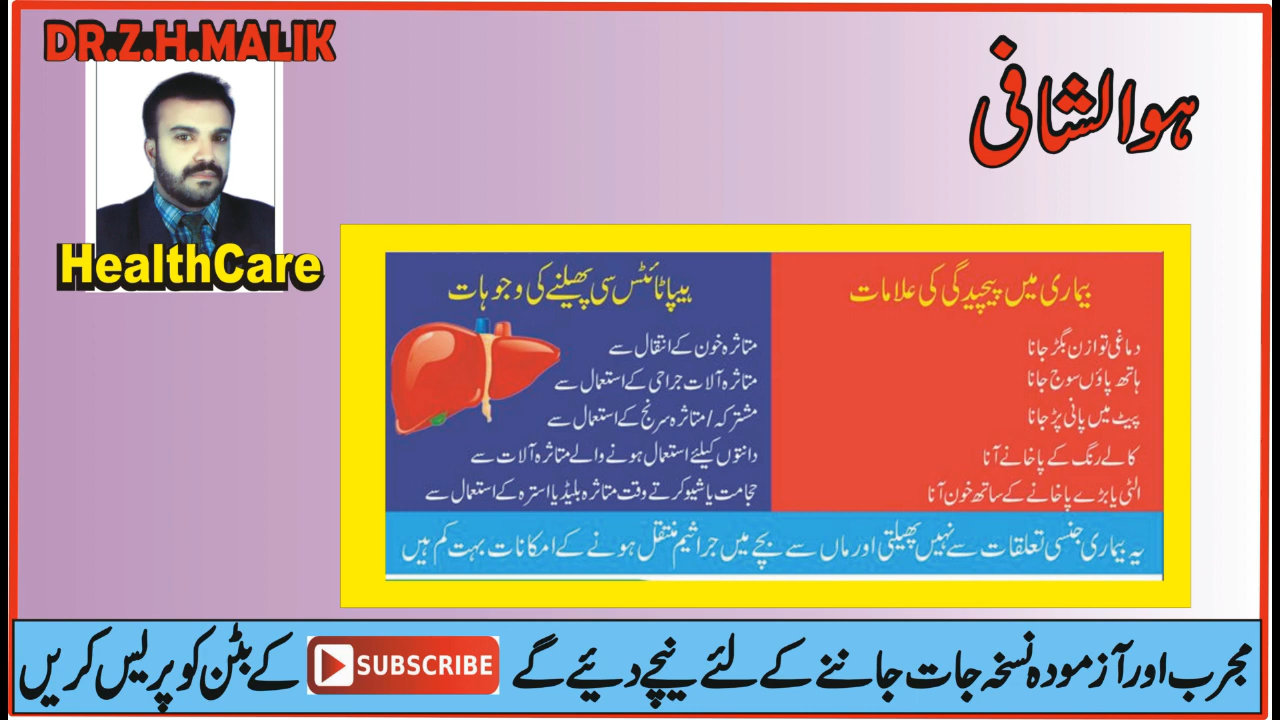 DR.Z.H.MALIK
HealthCare
ہوالشافی
بیماری میں پیچیدگی کی علامات
دماغی توازن بگڑ جانا
ہاتھ پاؤں سوج جانا
پیٹ میں پانی پڑ جانا
کالے رنگ کے پاخانے آنا
الٹی یا بڑے پاخانے کے ساتھ خون آنا
ہیپاٹائٹس سی پھیلنے کی وجوہات
متاثرہ خون کے انتقال سے
متاثرہ آلات جراحی کے استعمال سے
مشترکہ/متاثرہ سرنج کے استعمال سے
دانتوں کیلئے استعمال ہونے والے متاثرہ آلات سے
حجامت یا شیو کرتے وقت متاثرہ بلیڈ یا استرہ کے استعمال سے
یہ بیماری جنسی تعلقات سے نہیں پھیلتی اور ماں سے بچے میں جراثیم منتقل ہونے کے امکانات بہت کم ہیں
مجرب اور آزمودہ نسخہ جات جاننے کے لئے نیچے دئیے گے SUBSCRIBE کے بٹن کو پریس کریں